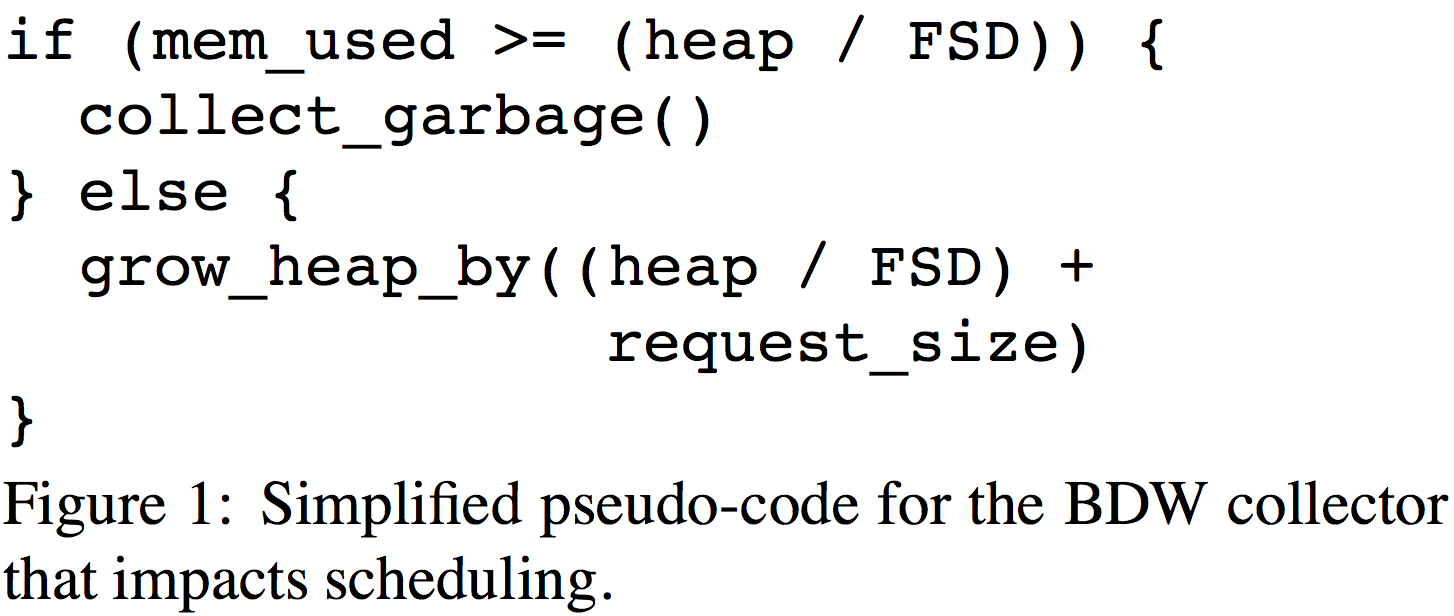 if (mem_used >= (heap / FSD)) {
  collect_garbage()
} else {
  grow_heap_by((heap / FSD) +
               request_size)
}
Figure 1: Simplified pseudo-code for the BDW collector
that impacts scheduling.